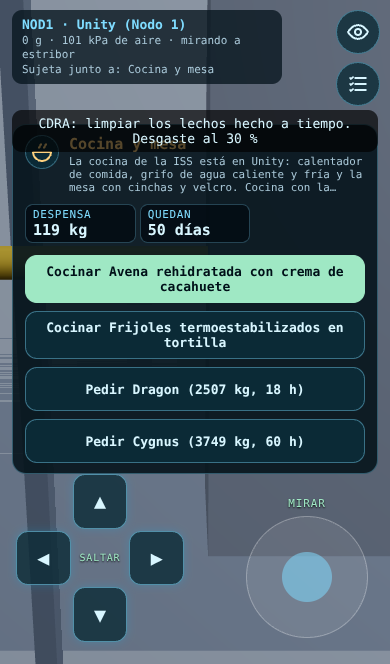 NOD1 · Unity (Nodo 1)
0 g · 101 kPa de aire · mirando a
estribor
Sujeta junto a: Cocina y mesa
CDRA: limpiar los lechos hecho a tiempo.
Desgaste al 30 %
Cocina y mesa
La cocina de la ISS está en Unity: calentador
de comida, grifo de agua caliente y fría y la
mesa con cinchas y velcro. Cocina con la…
DESPENSA
119 kg
QUEDAN
50 días
Cocinar Avena rehidratada con crema de
cacahuete
Cocinar Frijoles termoestabilizados en
tortilla
Pedir Dragon (2507 kg, 18 h)
Pedir Cygnus (3749 kg, 60 h)
MIRAR
SALTAR